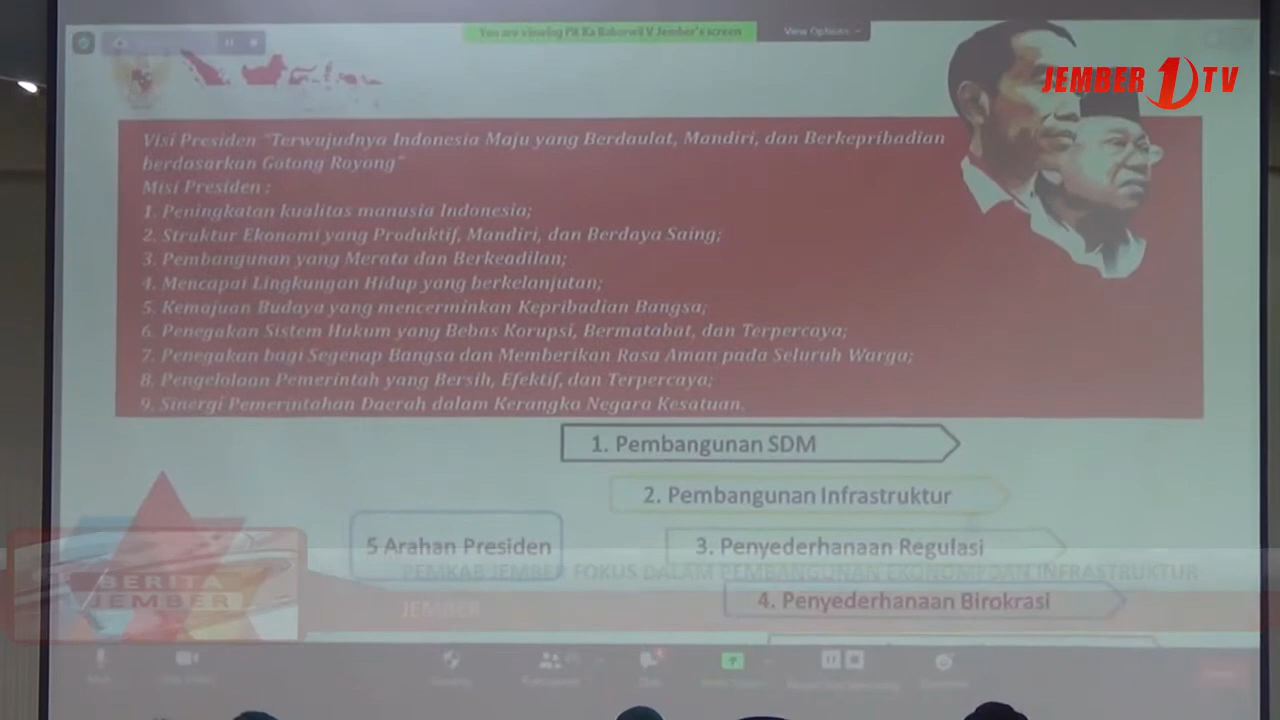 You are viewing Plt Ka Bakorwil V Jember's screen
View Options
JEMBER 1 TV
Visi Presiden "Terwujudnya Indonesia Maju yang Berdaulat, Mandiri, dan Berkepribadian
berdasarkan Gotong Royong"
Misi Presiden :
1. Peningkatan kualitas manusia Indonesia;
2. Struktur Ekonomi yang Produktif, Mandiri, dan Berdaya Saing;
3. Pembangunan yang Merata dan Berkeadilan;
4. Mencapai Lingkungan Hidup yang berkelanjutan;
5. Kemajuan Budaya yang mencerminkan Kepribadian Bangsa;
6. Penegakan Sistem Hukum yang Bebas Korupsi, Bermatabat, dan Terpercaya;
7. Penegakan bagi Segenap Bangsa dan Memberikan Rasa Aman pada Seluruh Warga;
8. Pengelolaan Pemerintah yang Bersih, Efektif, dan Terpercaya;
9. Sinergi Pemerintahan Daerah dalam Kerangka Negara Kesatuan.
1. Pembangunan SDM
2. Pembangunan Infrastruktur
5 Arahan Presiden
3. Penyederhanaan Regulasi
PEMKAB JEMBER FOKUS DALAM PEMBANGUNAN EKONOMI DAN INFRASTRUKTUR
4. Penyederhanaan Birokrasi
BERITA
JEMBER
JEMBER